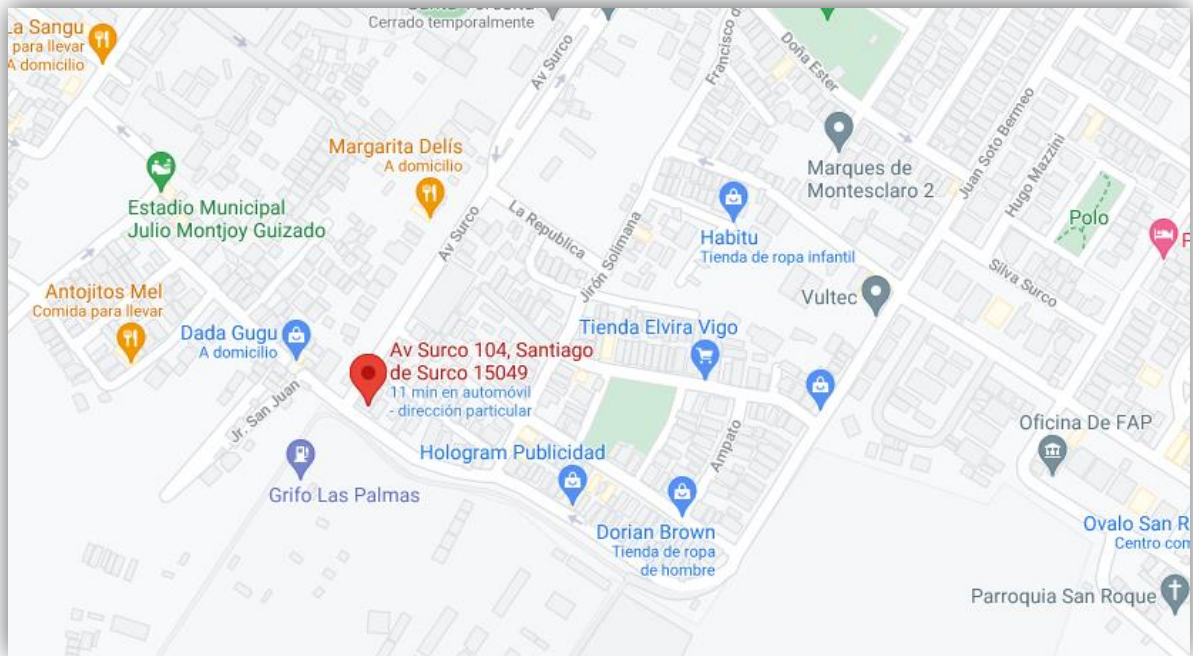 La Sangu
para llevar
A domicilio
Cerrado temporalmente
Av Surco
Francisco d
Doña Ester
Margarita Delís
A domicilio
Marques de
Montesclaro 2
Juan Soto Bermeo
Hugo Mazzini
Estadio Municipal
Julio Montjoy Guizado
Av Surco
La Republica
Jirón Solimana
Habitu
Tienda de ropa infantil
Polo
Silva Surco
Antojitos Mel
Comida para llevar
Vultec
Dada Gugu
A domicilio
Tienda Elvira Vigo
Av Surco 104, Santiago
de Surco 15049
11 min en automóvil
- dirección particular
Jr. San Juan
Ampato
Oficina De FAP
Hologram Publicidad
Grifo Las Palmas
Dorian Brown
Tienda de ropa
de hombre
Ovalo San R
Centro com
Parroquia San Roque